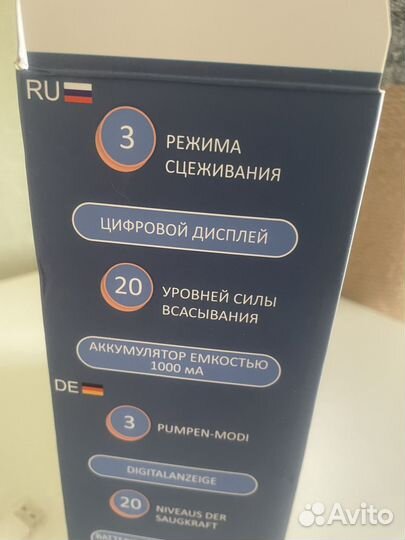 RU
3
РЕЖИМА
СЦЕЖИВАНИЯ
ЦИФРОВОЙ ДИСПЛЕЙ
20
УРОВНЕЙ СИЛЫ
ВСАСЫВАНИЯ
АККУМУЛЯТОР ЕМКОСТЬЮ
1000 мА
DE
3
PUMPEN-MODI
DIGITALANZEIGE
20
NIVEAUS DER
SAUGKRAFT
Avito